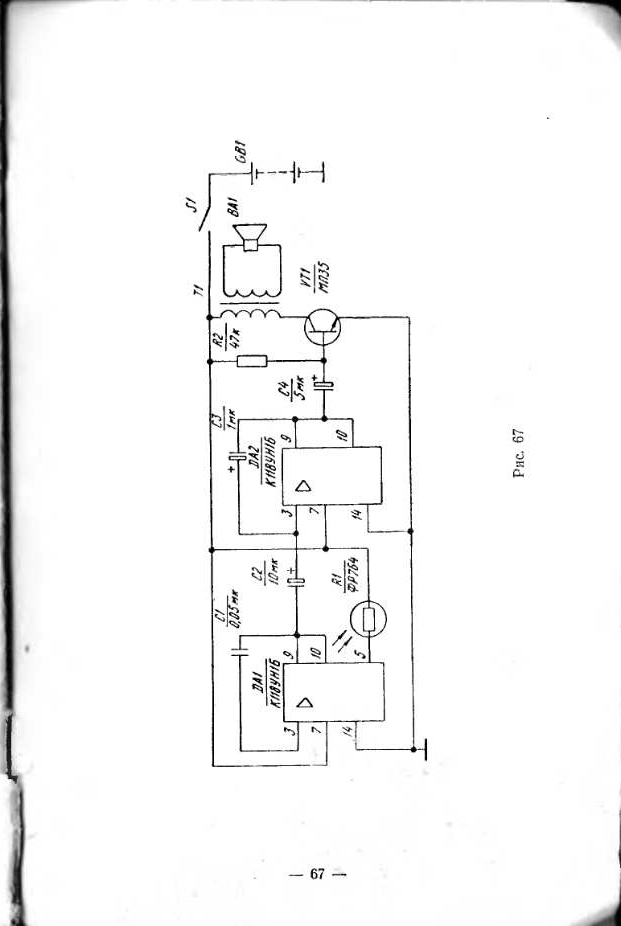 GB1
S1
BA1
T1
VT1
МП35
R2
47к
C4
5мк
+
C3
1мк
+
DA2
К118УН1Б
9
10
3
7
14
C2
10мк
+
R1
ФР764
C1
0,05мк
DA1
К118УН1Б
9
10
5
3
7
14
Рис. 67
— 67 —